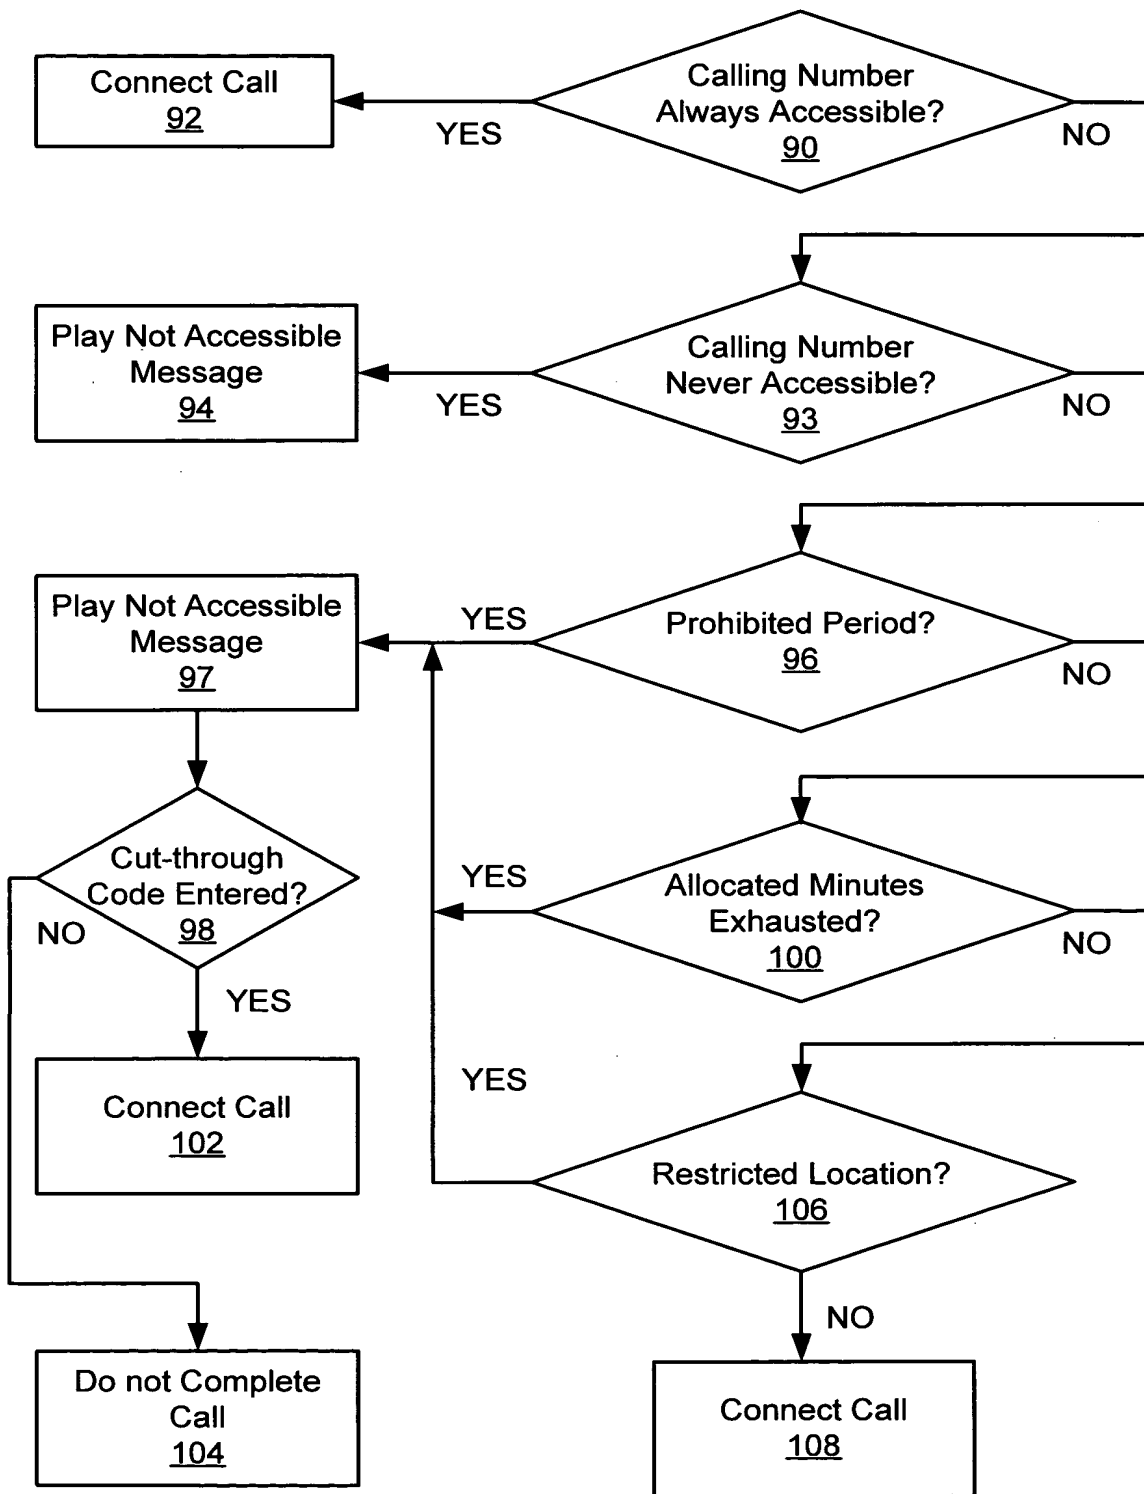 Connect Call
92
YES
Calling Number
Always Accessible?
90
NO
Play Not Accessible
Message
94
YES
Calling Number
Never Accessible?
93
NO
Play Not Accessible
Message
97
YES
Prohibited Period?
96
NO
Cut-through
Code Entered?
98
NO
YES
YES
Allocated Minutes
Exhausted?
100
NO
Connect Call
102
YES
Restricted Location?
106
NO
Do not Complete
Call
104
Connect Call
108